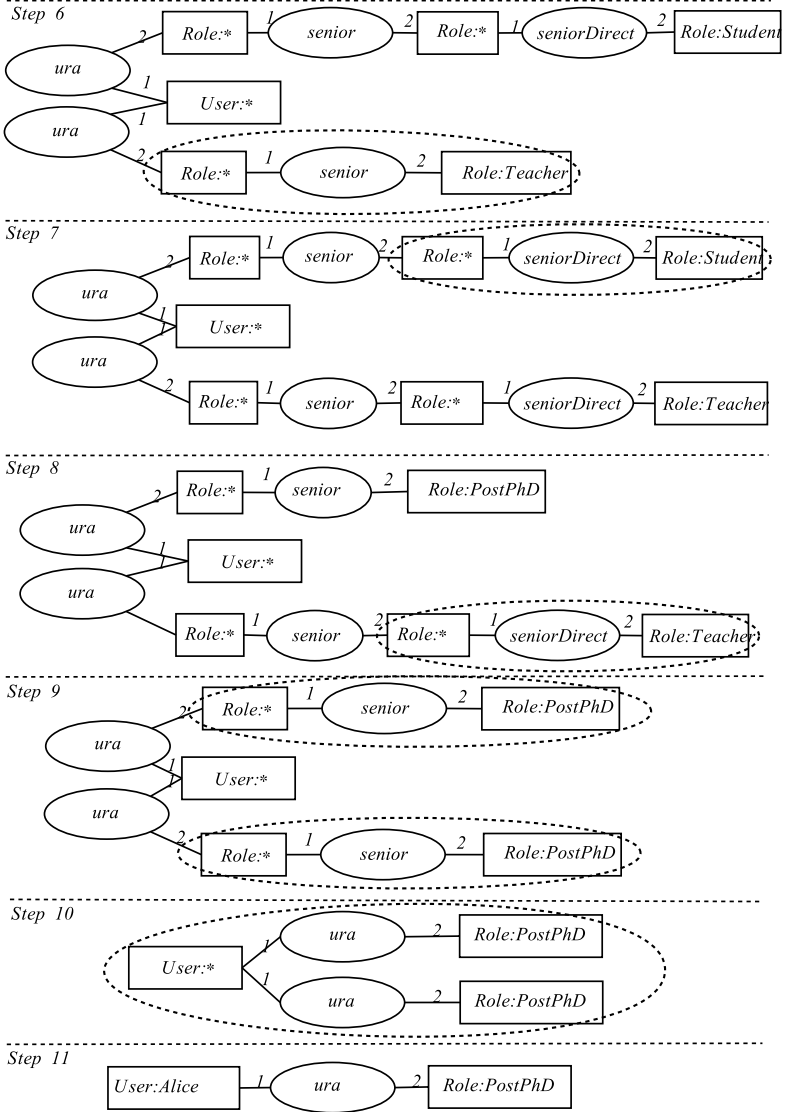 Step 6
2 Role:* 1 senior 2 Role:* 1 seniorDirect 2 Role:Student
ura
1 User:*
1
ura
2 Role:* 1 senior 2 Role:Teacher
Step 7
2 Role:* 1 senior 2 Role:* 1 seniorDirect 2 Role:Student
ura
1 User:*
1
ura
2 Role:* 1 senior 2 Role:* 1 seniorDirect 2 Role:Teacher
Step 8
2 Role:* 1 senior 2 Role:PostPhD
ura
1 User:*
1
ura
Role:* 1 senior 2 Role:* 1 seniorDirect 2 Role:Teacher
Step 9
2 Role:* 1 senior 2 Role:PostPhD
ura
1 User:*
1
ura
2 Role:* 1 senior 2 Role:PostPhD
Step 10
1 ura 2 Role:PostPhD
User:*
1 ura 2 Role:PostPhD
Step 11
User:Alice 1 ura 2 Role:PostPhD